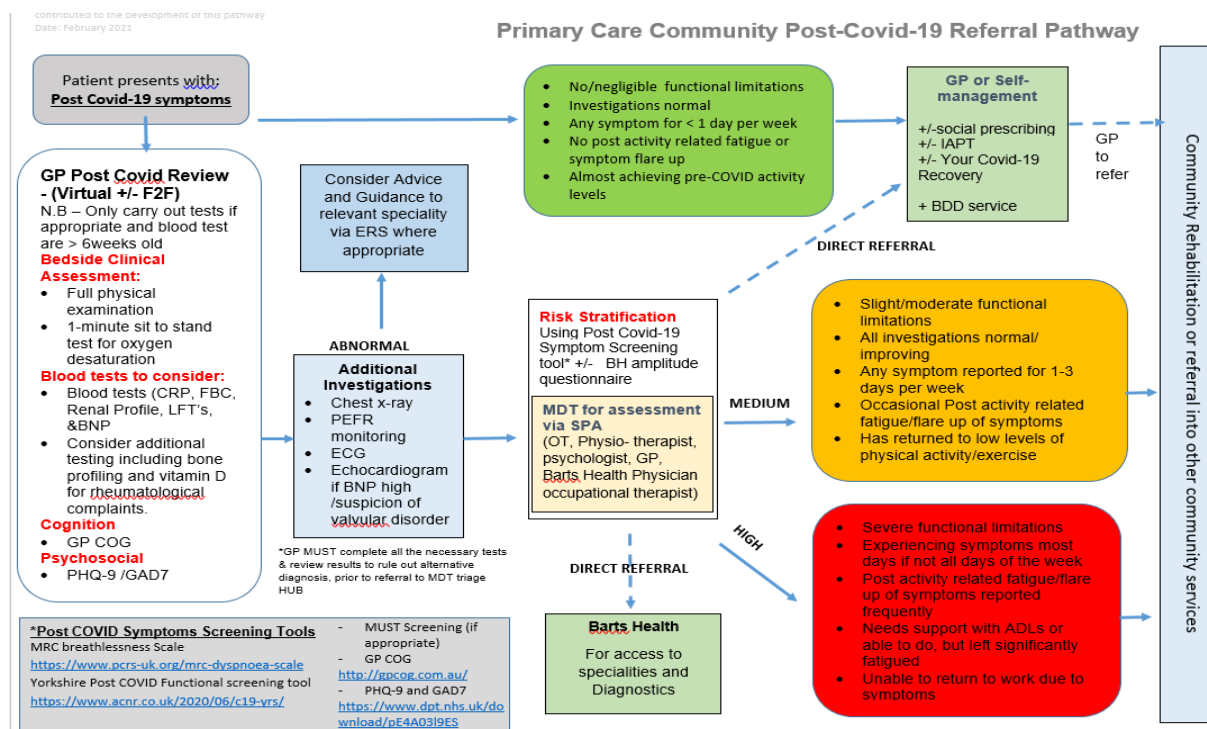 contributed to the development of this pathway
Date: February 2021
Primary Care Community Post-Covid-19 Referral Pathway
Patient presents with:
Post Covid-19 symptoms
GP Post Covid Review
- (Virtual +/- F2F)
N.B – Only carry out tests if
appropriate and blood test
are > 6weeks old
Bedside Clinical
Assessment:
• Full physical
examination
• 1-minute sit to stand
test for oxygen
desaturation
Blood tests to consider:
• Blood tests (CRP, FBC,
Renal Profile, LFT's,
&BNP
• Consider additional
testing including bone
profiling and vitamin D
for rheumatological
complaints.
Cognition
• GP COG
Psychosocial
• PHQ-9 /GAD7
Consider Advice
and Guidance to
relevant speciality
via ERS where
appropriate
ABNORMAL
Additional
Investigations
• Chest x-ray
• PEFR
monitoring
• ECG
• Echocardiogram
if BNP high
/suspicion of
valvular disorder
*GP MUST complete all the necessary tests
& review results to rule out alternative
diagnosis, prior to referral to MDT triage
HUB
• No/negligible functional limitations
• Investigations normal
• Any symptom for < 1 day per week
• No post activity related fatigue or
symptom flare up
• Almost achieving pre-COVID activity
levels
GP or Self-
management
+/-social prescribing
+/- IAPT
+/- Your Covid-19
Recovery
+ BDD service
GP
to
refer
DIRECT REFERRAL
Risk Stratification
Using Post Covid-19
Symptom Screening
tool* +/- BH amplitude
questionnaire
MDT for assessment
via SPA
(OT, Physio- therapist,
psychologist, GP,
Barts Health Physician
occupational therapist)
MEDIUM
• Slight/moderate functional
limitations
• All investigations normal/
improving
• Any symptom reported for 1-3
days per week
• Occasional Post activity related
fatigue/flare up of symptoms
• Has returned to low levels of
physical activity/exercise
HIGH
• Severe functional limitations
• Experiencing symptoms most
days if not all days of the week
• Post activity related fatigue/flare
up of symptoms reported
frequently
• Needs support with ADLs or
able to do, but left significantly
fatigued
• Unable to return to work due to
symptoms
DIRECT REFERRAL
Barts Health
For access to
specialities and
Diagnostics
Community Rehabilitation or referral into other community services
*Post COVID Symptoms Screening Tools
MRC breathlessness Scale
https://www.pcrs-uk.org/mrc-dyspnoea-scale
Yorkshire Post COVID Functional screening tool
https://www.acnr.co.uk/2020/06/c19-yrs/
- MUST Screening (if
appropriate)
- GP COG
http://gpcog.com.au/
- PHQ-9 and GAD7
https://www.dpt.nhs.uk/do
wnload/pE4A03l9ES